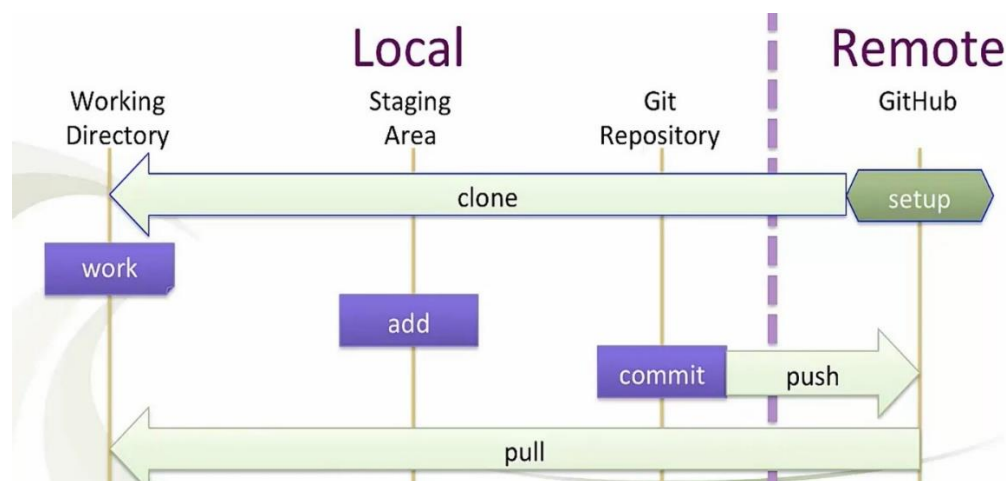 Local
Remote
Working
Directory
Staging
Area
Git
Repository
GitHub
clone
setup
work
add
commit
push
pull